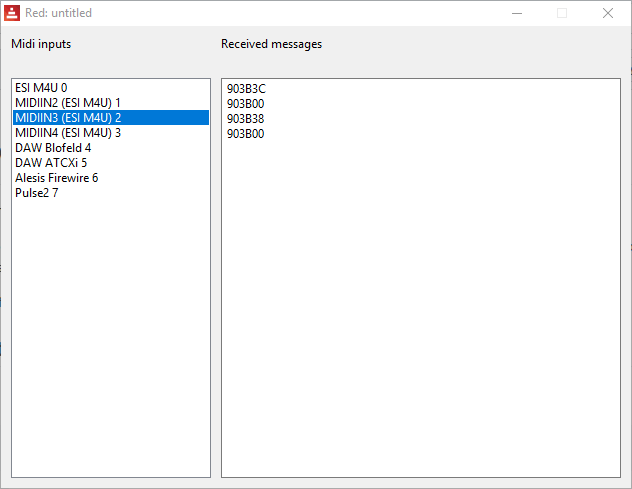 Red: untitled
Midi inputs
Received messages
ESI M4U 0
MIDIIN2 (ESI M4U) 1
MIDIIN3 (ESI M4U) 2
MIDIIN4 (ESI M4U) 3
DAW Blofeld 4
DAW ATCXi 5
Alesis Firewire 6
Pulse2 7
903B3C
903B00
903B38
903B00